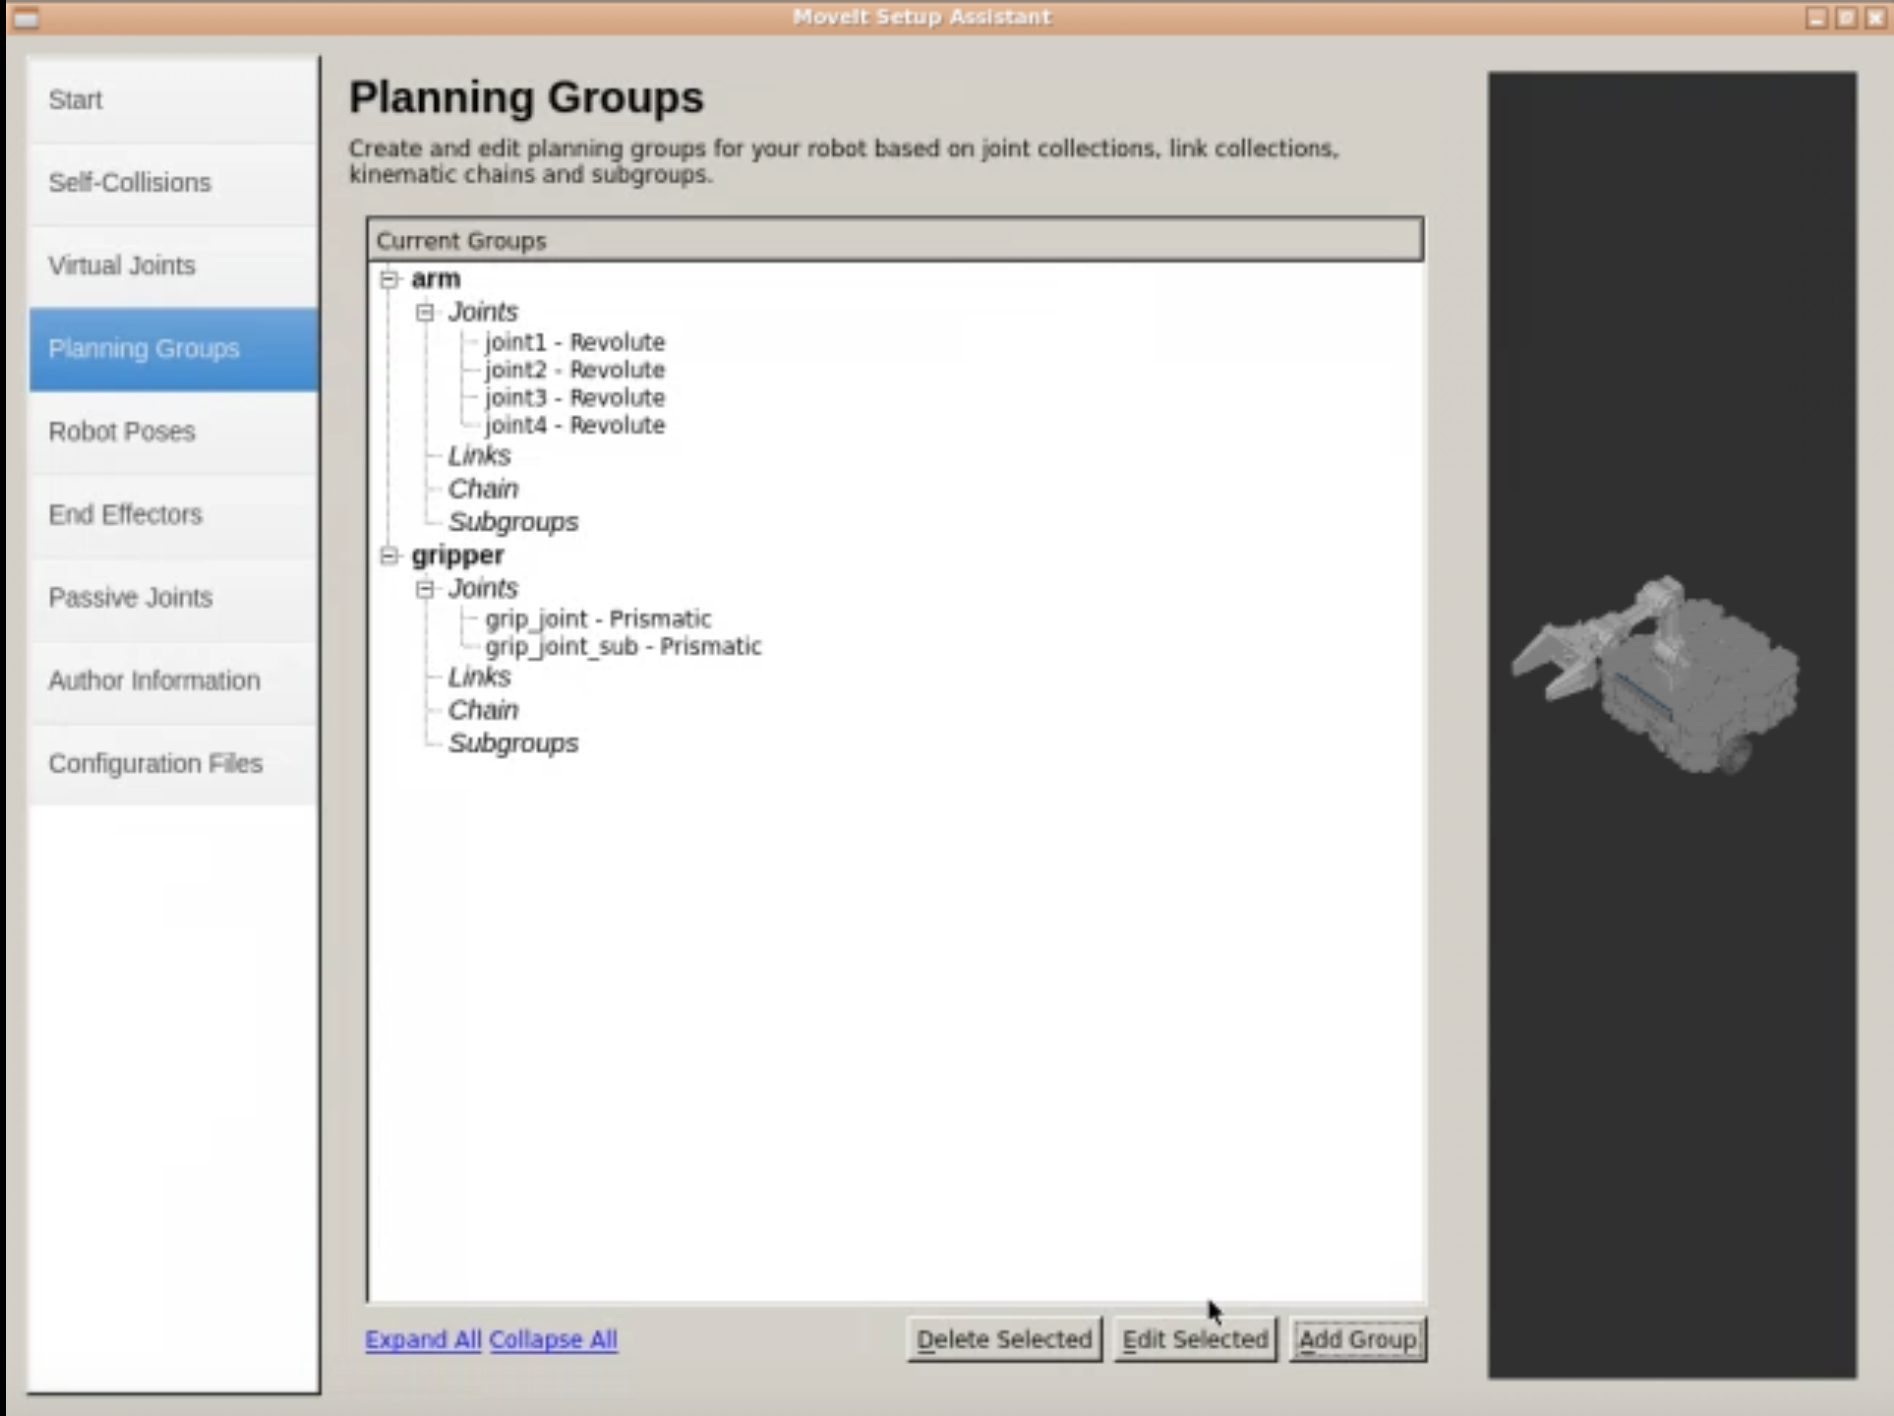 MoveIt Setup Assistant
Start
Self-Collisions
Virtual Joints
Planning Groups
Robot Poses
End Effectors
Passive Joints
Author Information
Configuration Files
Planning Groups
Create and edit planning groups for your robot based on joint collections, link collections,
kinematic chains and subgroups.
Current Groups
arm
Joints
joint1 - Revolute
joint2 - Revolute
joint3 - Revolute
joint4 - Revolute
Links
Chain
Subgroups
gripper
Joints
grip_joint - Prismatic
grip_joint_sub - Prismatic
Links
Chain
Subgroups
Expand All Collapse All
Delete Selected
Edit Selected
Add Group